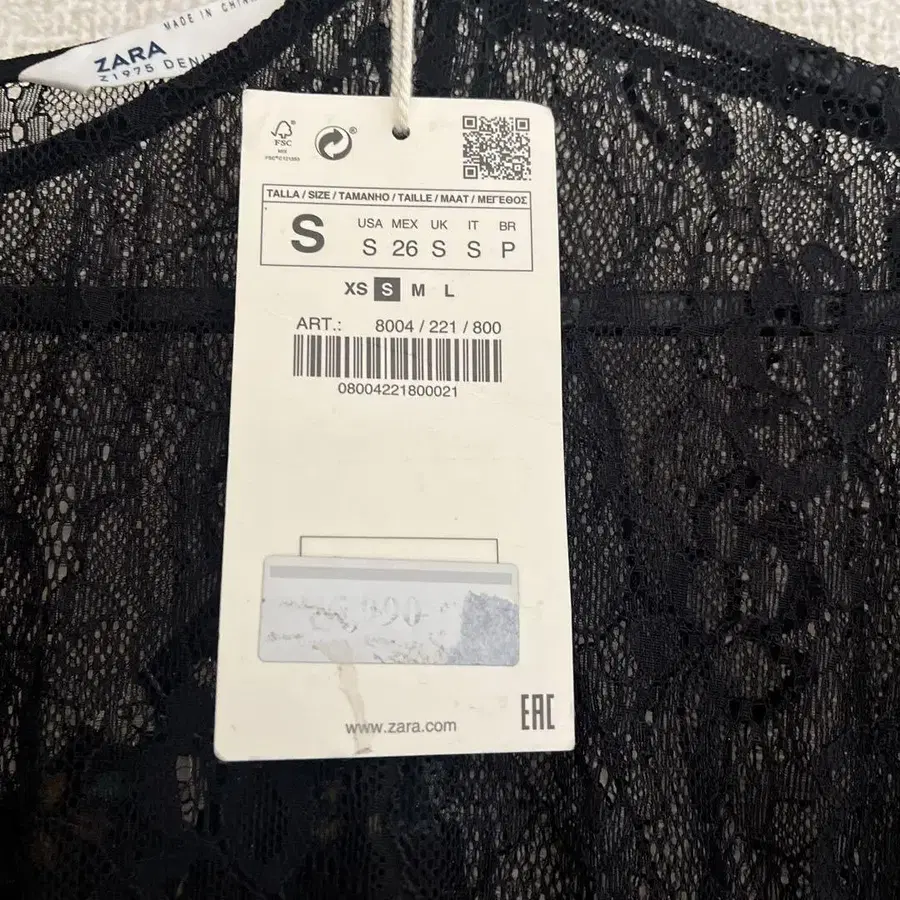 MADE IN CHINA
ZARA
Z1975 DENIM
FSC
MIX
TALLA / SIZE / TAMANHO / TAILLE / MAAT / ΜΕΓΕΘΟΣ
S
USA MEX UK IT BR
S 26 S S P
XS S M L
ART.: 8004 / 221 / 800
08004221800021
www.zara.com
EAC